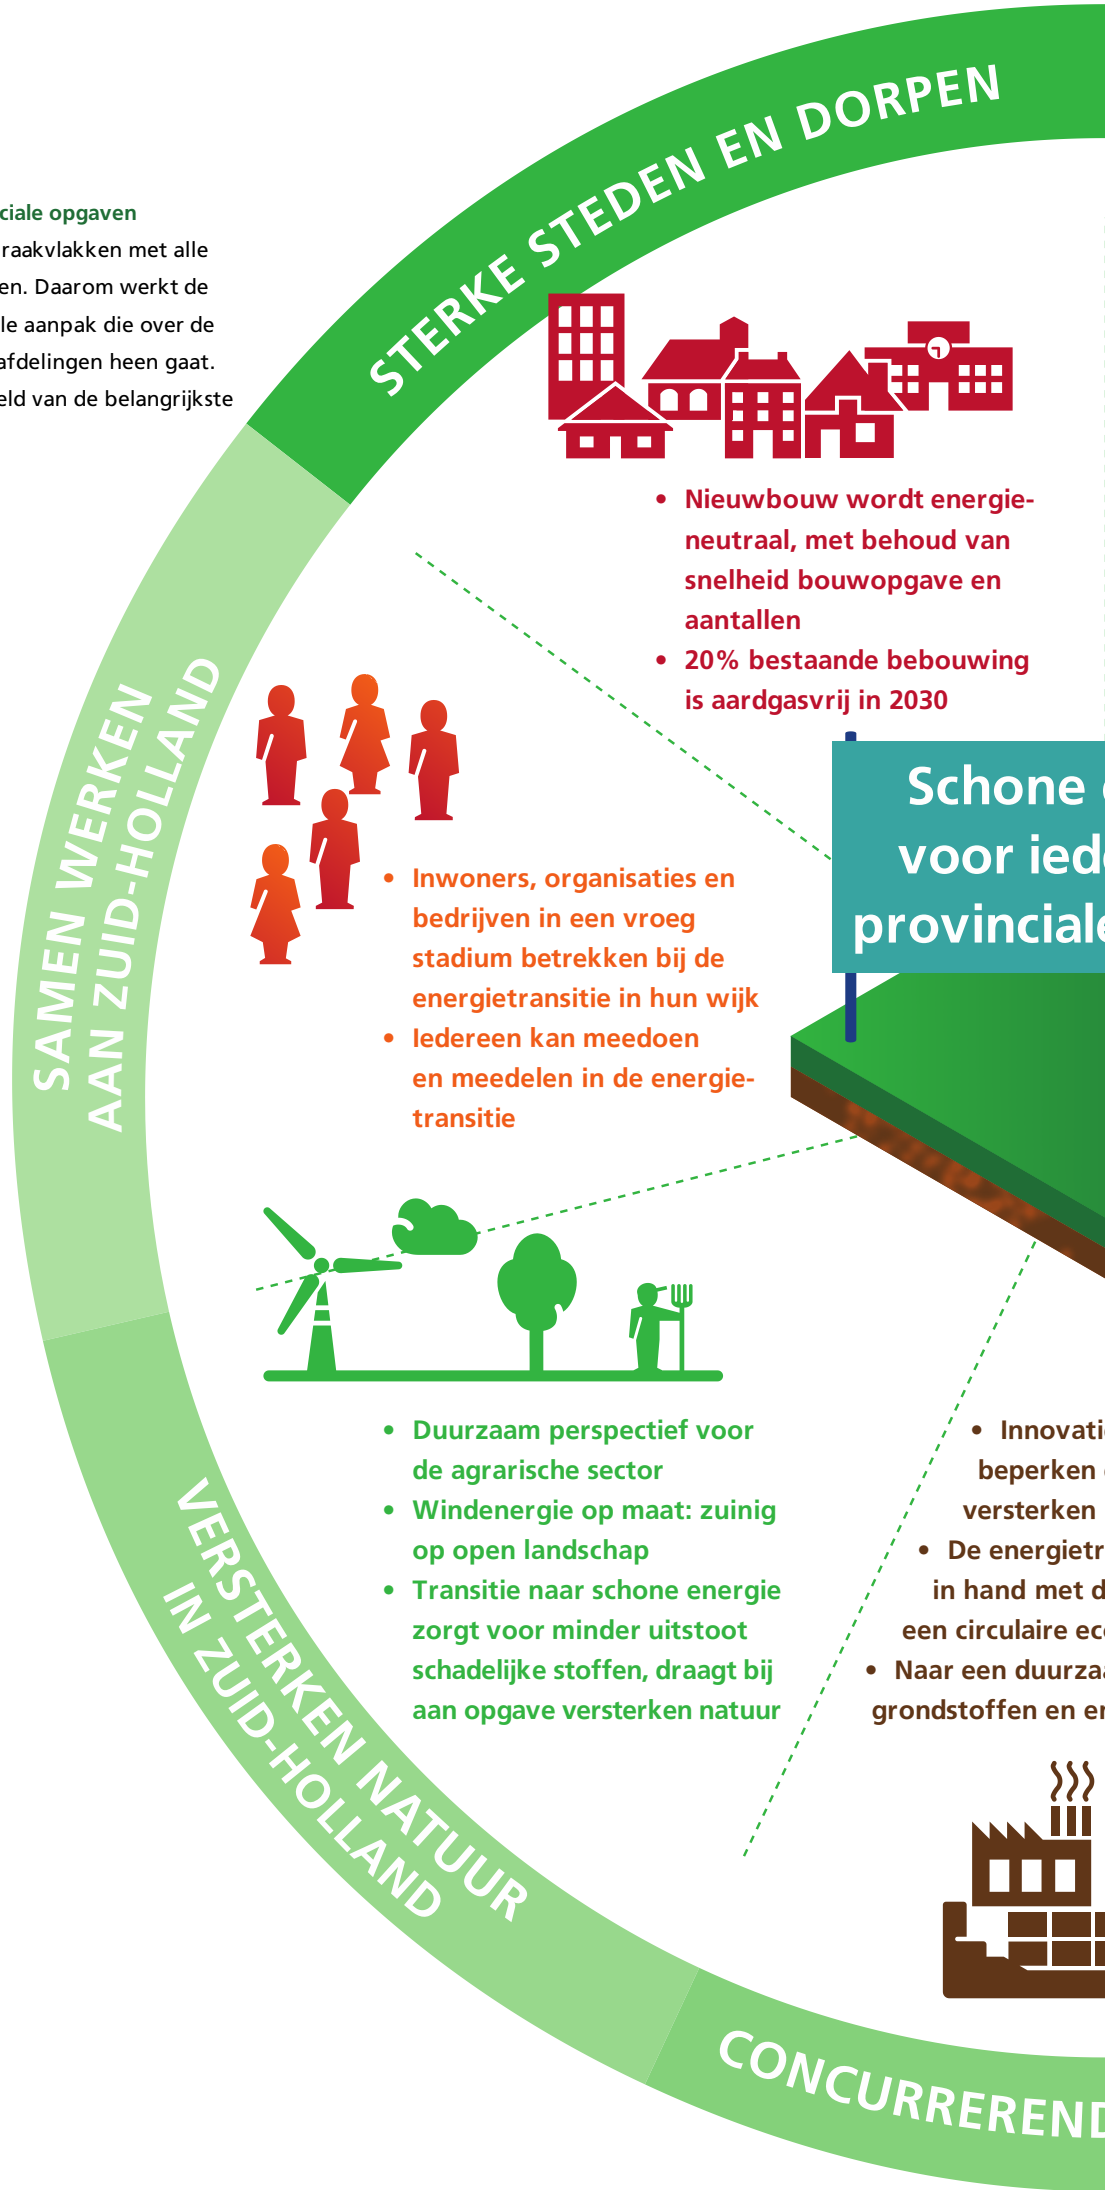 STERKE STEDEN EN DORPEN
ciale opgaven
raakvlakken met alle
en. Daarom werkt de
le aanpak die over de
afdelingen heen gaat.
eld van de belangrijkste
• Nieuwbouw wordt energie-
neutraal, met behoud van
snelheid bouwopgave en
aantallen
• 20% bestaande bebouwing
is aardgasvrij in 2030
SAMEN WERKEN
AAN ZUID-HOLLAND
Schone
voor ied
provinciale
• Inwoners, organisaties en
bedrijven in een vroeg
stadium betrekken bij de
energietransitie in hun wijk
• Iedereen kan meedoen
en meedelen in de energie-
transitie
• Duurzaam perspectief voor
de agrarische sector
• Windenergie op maat: zuinig
op open landschap
• Transitie naar schone energie
zorgt voor minder uitstoot
schadelijke stoffen, draagt bij
aan opgave versterken natuur
• Innovati
beperken
versterken
• De energietr
in hand met d
een circulaire ec
• Naar een duurza
grondstoffen en e
VERSTERKEN NATUUR
IN ZUID-HOLLAND
CONCURREREND